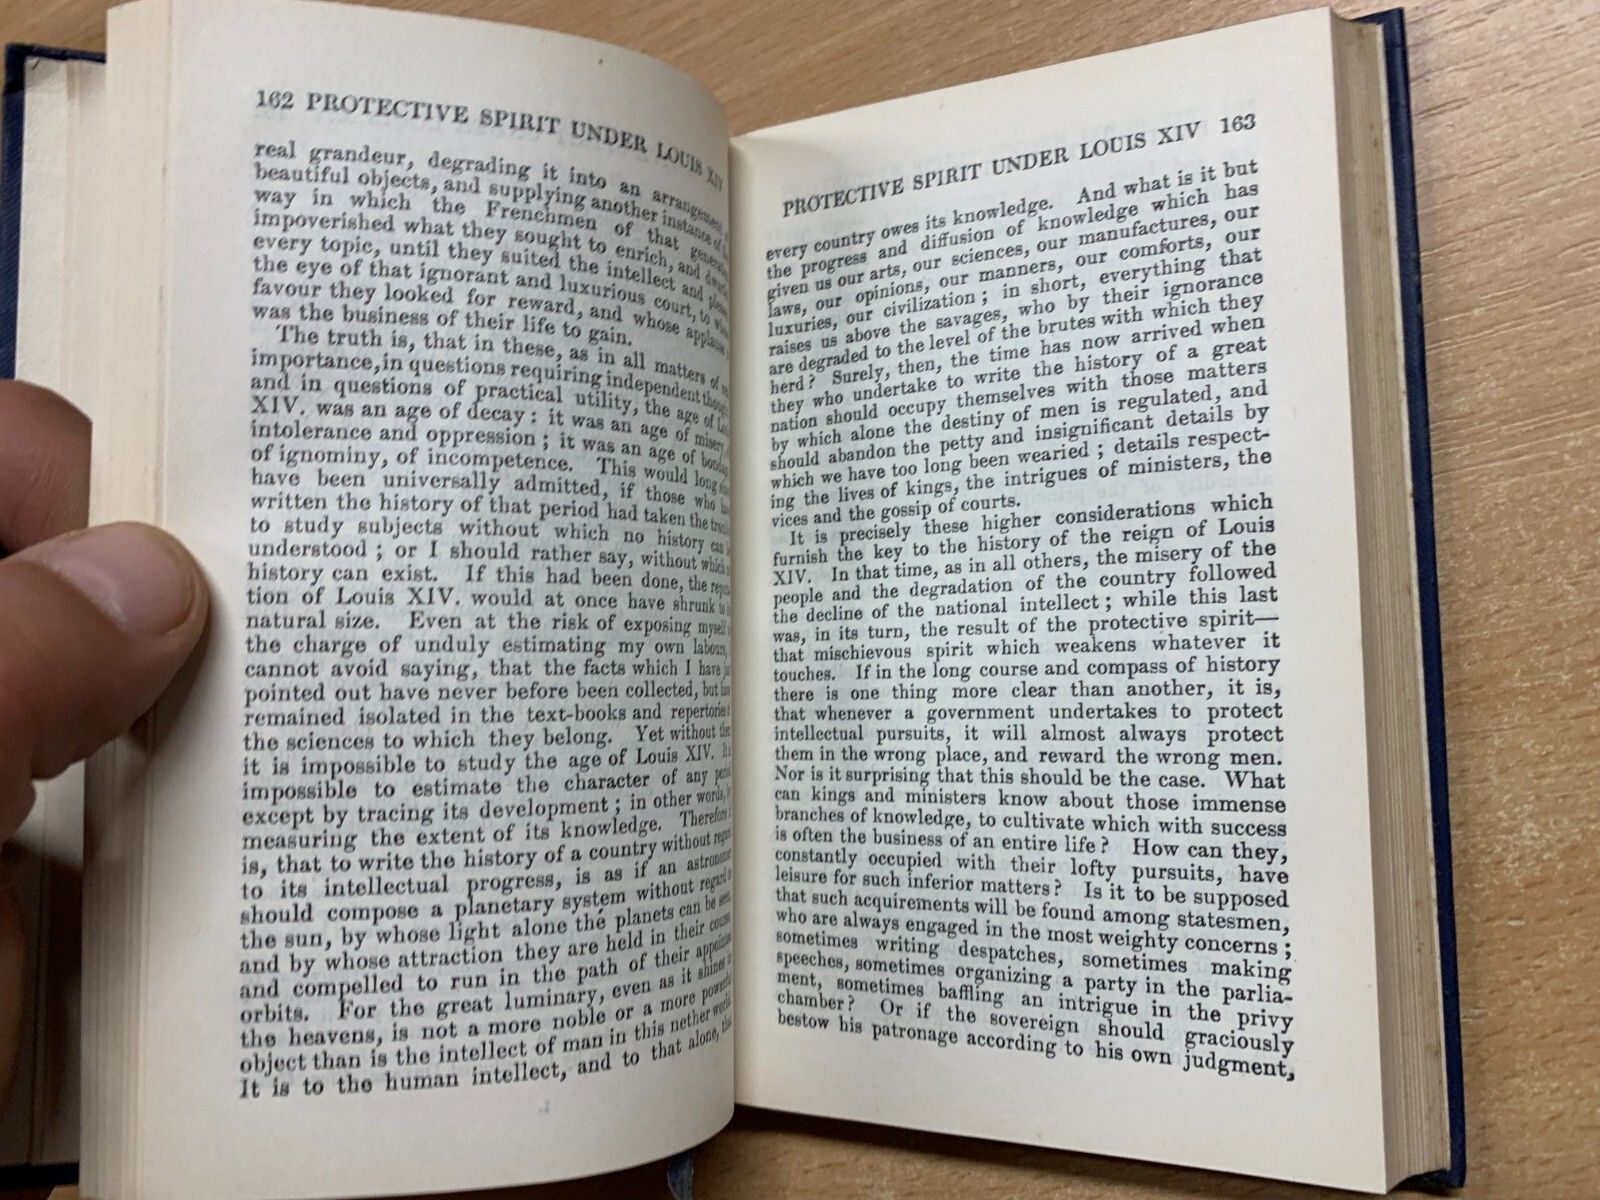 162 PROTECTIVE SPIRIT UNDER LOUIS XIV
real grandeur, degrading it into an arrangement
beautiful objects, and supplying another instance of
way in which the Frenchmen of that
impoverished what they sought to enrich, and
every topic, until they suited the intellect and
the eye of that ignorant and luxurious court, to
favour they looked for reward, and whose applause
was the business of their life to gain.
The truth is, that in these, as in all matters of
importance, in questions requiring independent
and in questions of practical utility, the age of
XIV. was an age of decay: it was an age of misery,
intolerance and oppression; it was an age of
of ignominy, of incompetence. This would long
have been universally admitted, if those who
written the history of that period had taken the
to study subjects without which no history can
understood; or I should rather say, without which
history can exist. If this had been done, the
tion of Louis XIV. would at once have shrunk to
natural size. Even at the risk of exposing myself
the charge of unduly estimating my own labours,
cannot avoid saying, that the facts which I have
pointed out have never before been collected, but
remained isolated in the text-books and repertories
the sciences to which they belong. Yet without
it is impossible to study the age of Louis XIV.
impossible to estimate the character of any
except by tracing its development; in other words,
measuring the extent of its knowledge. Therefore
is, that to write the history of a country without
to its intellectual progress, is as if an astronomer
should compose a planetary system without regard
the sun, by whose light alone the planets can be seen,
and by whose attraction they are held in their course,
and compelled to run in the path of their appointed
orbits. For the great luminary, even as it shines
the heavens, is not a more noble or a more powerful
object than is the intellect of man in this nether world.
It is to the human intellect, and to that alone,
PROTECTIVE SPIRIT UNDER LOUIS XIV 163
every country owes its knowledge. And what is it but
the progress and diffusion of knowledge which has
given us our arts, our sciences, our manufactures, our
laws, our opinions, our manners, our comforts, our
luxuries, our civilization; in short, everything that
raises us above the savages, who by their ignorance
are degraded to the level of the brutes with which they
herd? Surely, then, the time has now arrived when
they who undertake to write the history of a great
nation should occupy themselves with those matters
by which alone the destiny of men is regulated, and
should abandon the petty and insignificant details by
which we have too long been wearied; details respect-
ing the lives of kings, the intrigues of ministers, the
vices and the gossip of courts.
It is precisely these higher considerations which
furnish the key to the history of the reign of Louis
XIV. In that time, as in all others, the misery of the
people and the degradation of the country followed
the decline of the national intellect; while this last
was, in its turn, the result of the protective spirit—
that mischievous spirit which weakens whatever it
touches. If in the long course and compass of history
there is one thing more clear than another, it is,
that whenever a government undertakes to protect
intellectual pursuits, it will almost always protect
them in the wrong place, and reward the wrong men.
Nor is it surprising that this should be the case. What
can kings and ministers know about those immense
branches of knowledge, to cultivate which with success
is often the business of an entire life? How can they,
constantly occupied with their lofty pursuits, have
leisure for such inferior matters? Is it to be supposed
that such acquirements will be found among statesmen,
who are always engaged in the most weighty concerns;
sometimes writing despatches, sometimes making
speeches, sometimes organizing a party in the parlia-
ment, sometimes baffling an intrigue in the privy
chamber? Or if the sovereign should graciously
bestow his patronage according to his own judgment,